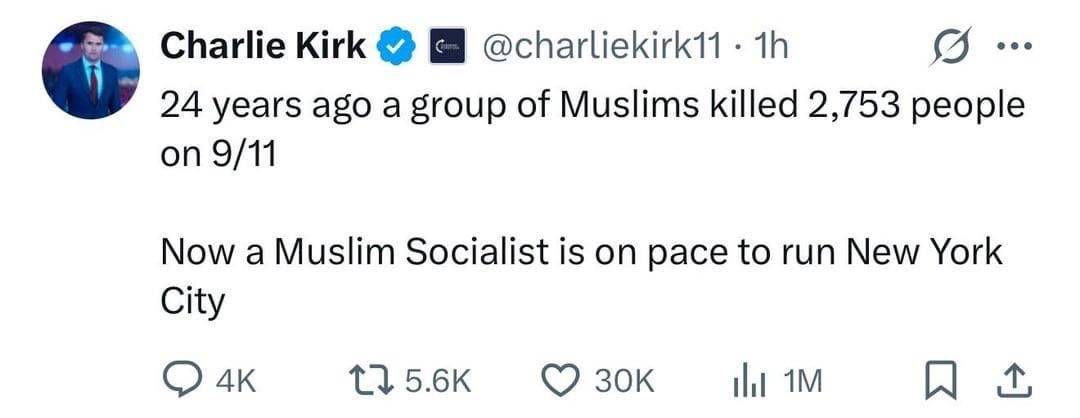 Charlie Kirk @charliekirk11 · 1h
24 years ago a group of Muslims killed 2,753 people
on 9/11
Now a Muslim Socialist is on pace to run New York
City
4K 5.6K 30K 1M